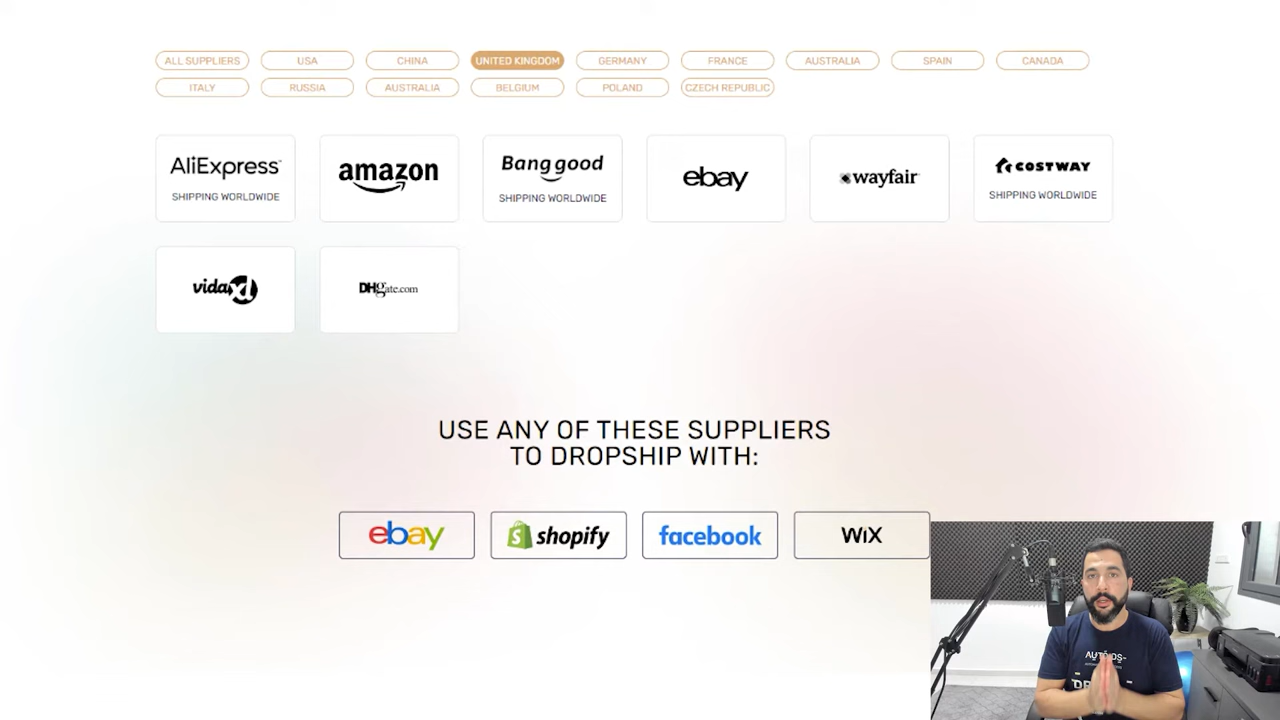 ALL SUPPLIERS USA CHINA UNITED KINGDOM GERMANY FRANCE AUSTRALIA SPAIN CANADA
ITALY RUSSIA AUSTRALIA BELGIUM POLAND CZECH REPUBLIC
AliExpress amazon Banggood ebay wayfair COSTWAY
SHIPPING WORLDWIDE SHIPPING WORLDWIDE SHIPPING WORLDWIDE
vidaXL DHgate.com
USE ANY OF THESE SUPPLIERS
TO DROPSHIP WITH:
ebay shopify facebook WiX